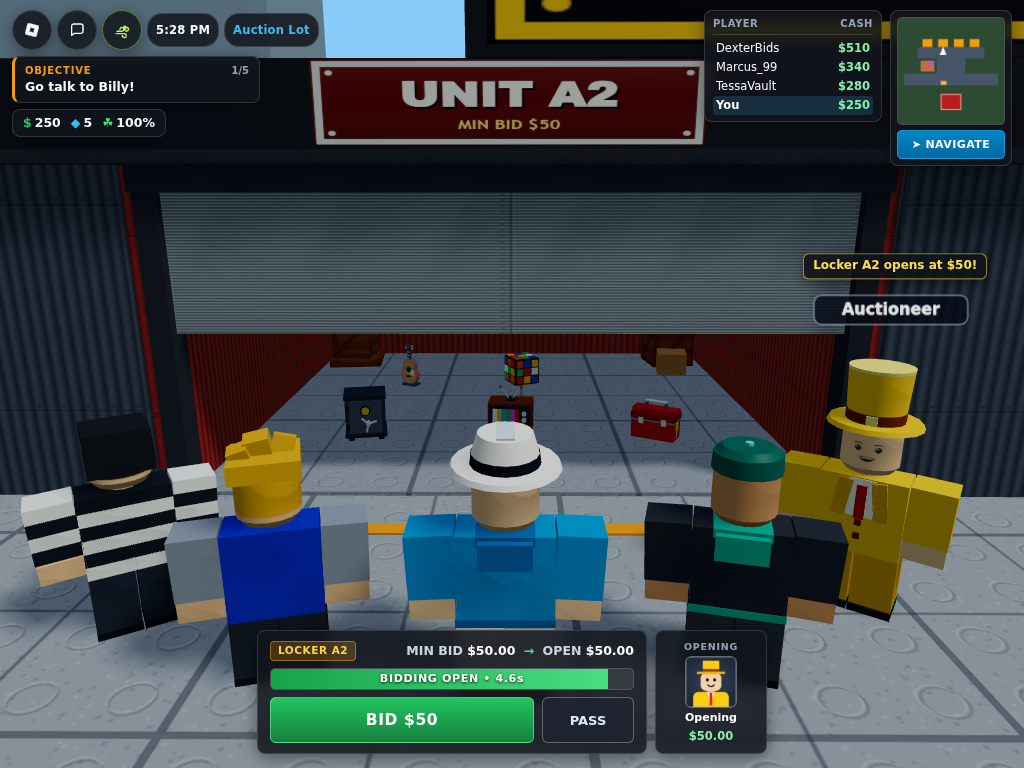 5:28 PM
Auction Lot
OBJECTIVE 1/5
Go talk to Billy!
$ 250 5 100%
UNIT A2
MIN BID $50
PLAYER CASH
DexterBids $510
Marcus_99 $340
TessaVault $280
You $250
NAVIGATE
Locker A2 opens at $50!
Auctioneer
LOCKER A2 MIN BID $50.00 → OPEN $50.00
BIDDING OPEN • 4.6s
BID $50 PASS
OPENING
Opening
$50.00